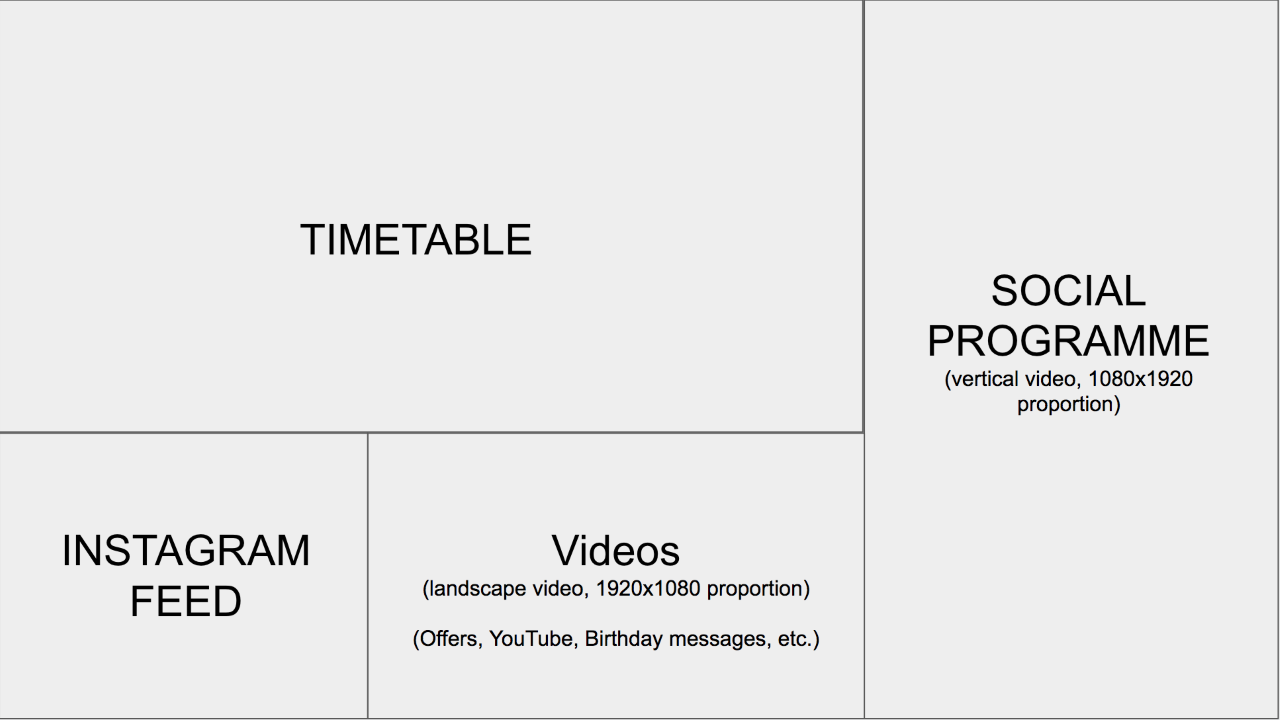 TIMETABLE
SOCIAL
PROGRAMME
(vertical video, 1080x1920
proportion)
INSTAGRAM
FEED
Videos
(landscape video, 1920x1080 proportion)
(Offers, YouTube, Birthday messages, etc.)